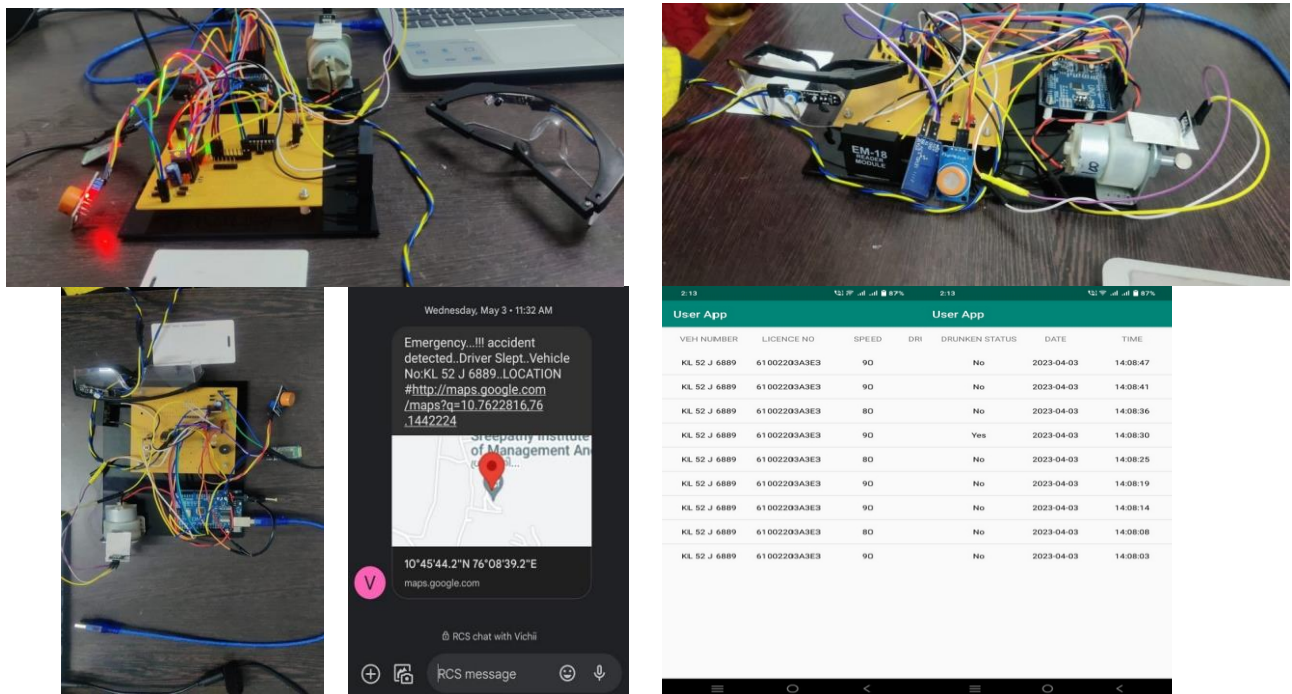 EM-18
READER
MODULE
Wednesday, May 3 • 11:32 AM
Emergency...!!! accident
detected..Driver Slept..Vehicle
No:KL 52 J 6889..LOCATION
#http://maps.google.com
/maps?q=10.7622816,76
.1442224
Sreepathy Institute
of Management An
10°45'44.2"N 76°08'39.2"E
maps.google.com
V
RCS chat with Vichii
RCS message
2:13 87% 2:13 87%
User App User App
VEH NUMBER LICENCE NO SPEED DRI DRUNKEN STATUS DATE TIME
KL 52 J 6889 61002203A3E3 90 No 2023-04-03 14:08:47
KL 52 J 6889 61002203A3E3 90 No 2023-04-03 14:08:41
KL 52 J 6889 61002203A3E3 80 No 2023-04-03 14:08:36
KL 52 J 6889 61002203A3E3 90 Yes 2023-04-03 14:08:30
KL 52 J 6889 61002203A3E3 80 No 2023-04-03 14:08:25
KL 52 J 6889 61002203A3E3 90 No 2023-04-03 14:08:19
KL 52 J 6889 61002203A3E3 90 No 2023-04-03 14:08:14
KL 52 J 6889 61002203A3E3 80 No 2023-04-03 14:08:08
KL 52 J 6889 61002203A3E3 90 No 2023-04-03 14:08:03